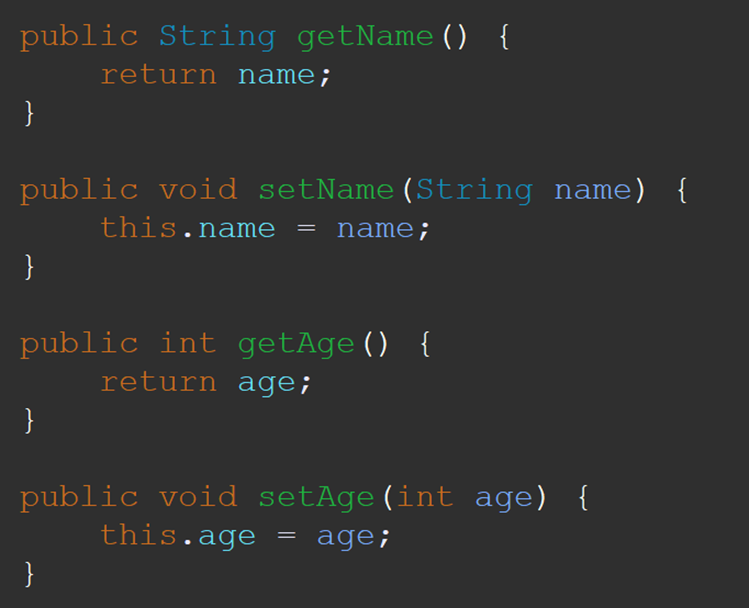 public String getName() {
    return name;
}

public void setName(String name) {
    this.name = name;
}

public int getAge() {
    return age;
}

public void setAge(int age) {
    this.age = age;
}